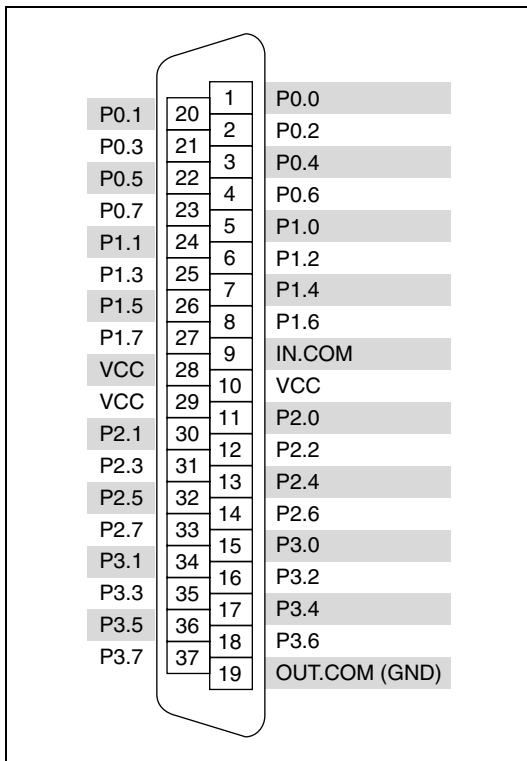 1 P0.0
P0.1 20
2 P0.2
P0.3 21
3 P0.4
P0.5 22
4 P0.6
P0.7 23
5 P1.0
P1.1 24
6 P1.2
P1.3 25
7 P1.4
P1.5 26
8 P1.6
P1.7 27
9 IN.COM
VCC 28
10 VCC
VCC 29
11 P2.0
P2.1 30
12 P2.2
P2.3 31
13 P2.4
P2.5 32
14 P2.6
P2.7 33
15 P3.0
P3.1 34
16 P3.2
P3.3 35
17 P3.4
P3.5 36
18 P3.6
P3.7 37
19 OUT.COM (GND)